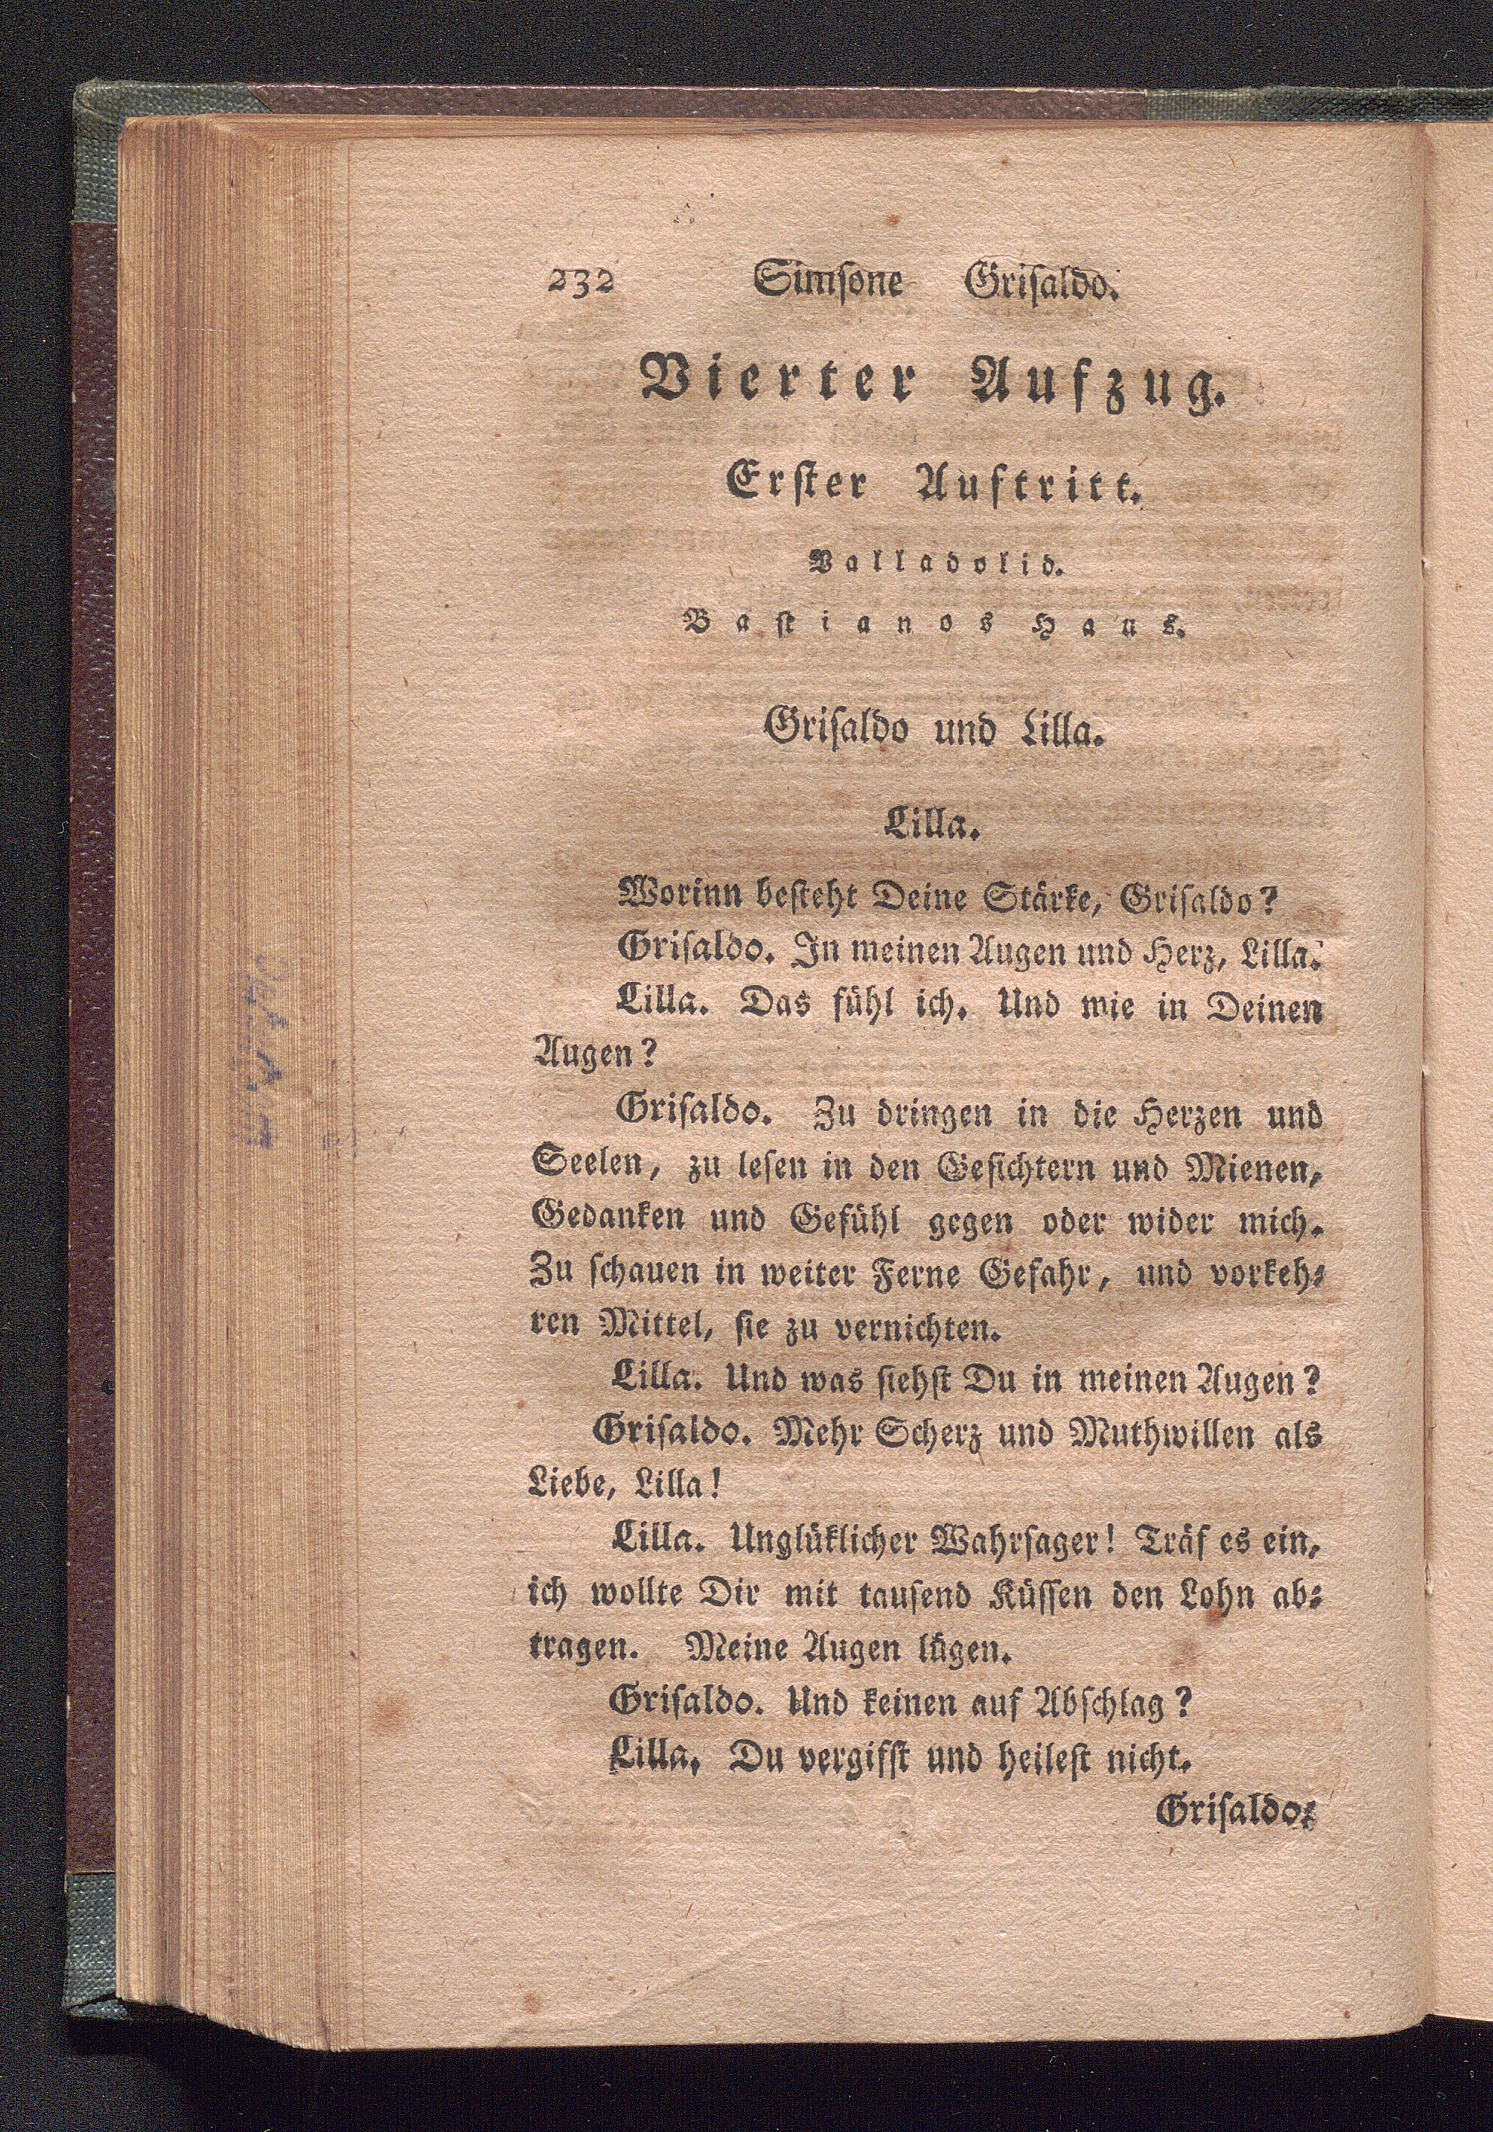 232 Simſone Griſaldo.
Vierter Aufzug.
Erſter Auftritt.
Valladolid.
Baſtianos Haus.
Griſaldo und Lilla.
Lilla.
Worinn beſteht Deine Stärke, Griſaldo?
Griſaldo. In meinen Augen und Herz, Lilla.
Lilla. Das fühl ich. Und wie in Deinen
Augen?
Griſaldo. Zu dringen in die Herzen und
Seelen, zu leſen in den Geſichtern und Mienen,
Gedanken und Gefühl gegen oder wider mich.
Zu ſchauen in weiter Ferne Gefahr, und vorkeh⸗
ren Mittel, ſie zu vernichten.
Lilla. Und was ſiehſt Du in meinen Augen?
Griſaldo. Mehr Scherz und Muthwillen als
Liebe, Lilla!
Lilla. Unglüklicher Wahrſager! Träf es ein,
ich wollte Dir mit tauſend Küſſen den Lohn ab⸗
tragen. Meine Augen lügen.
Griſaldo. Und keinen auf Abſchlag?
Lilla. Du vergifſt und heileſt nicht.
Griſaldo.